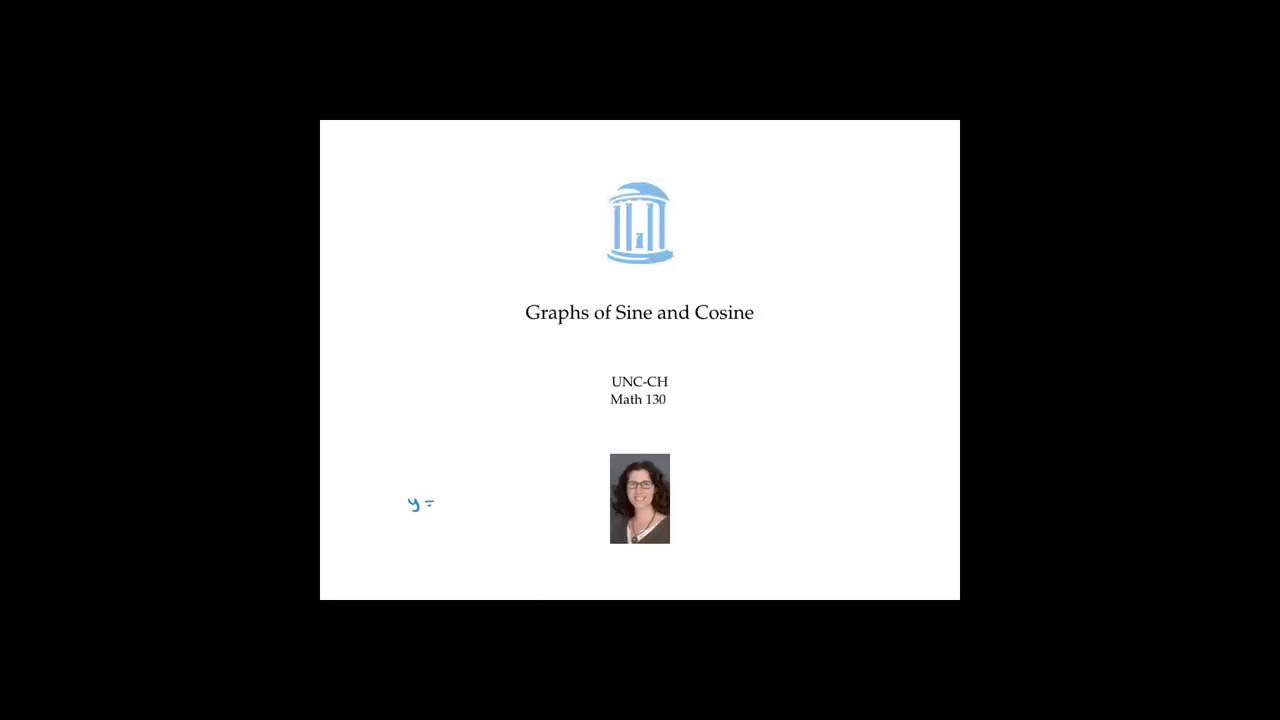 Graphs of Sine and Cosine
UNC-CH
Math 130
y =